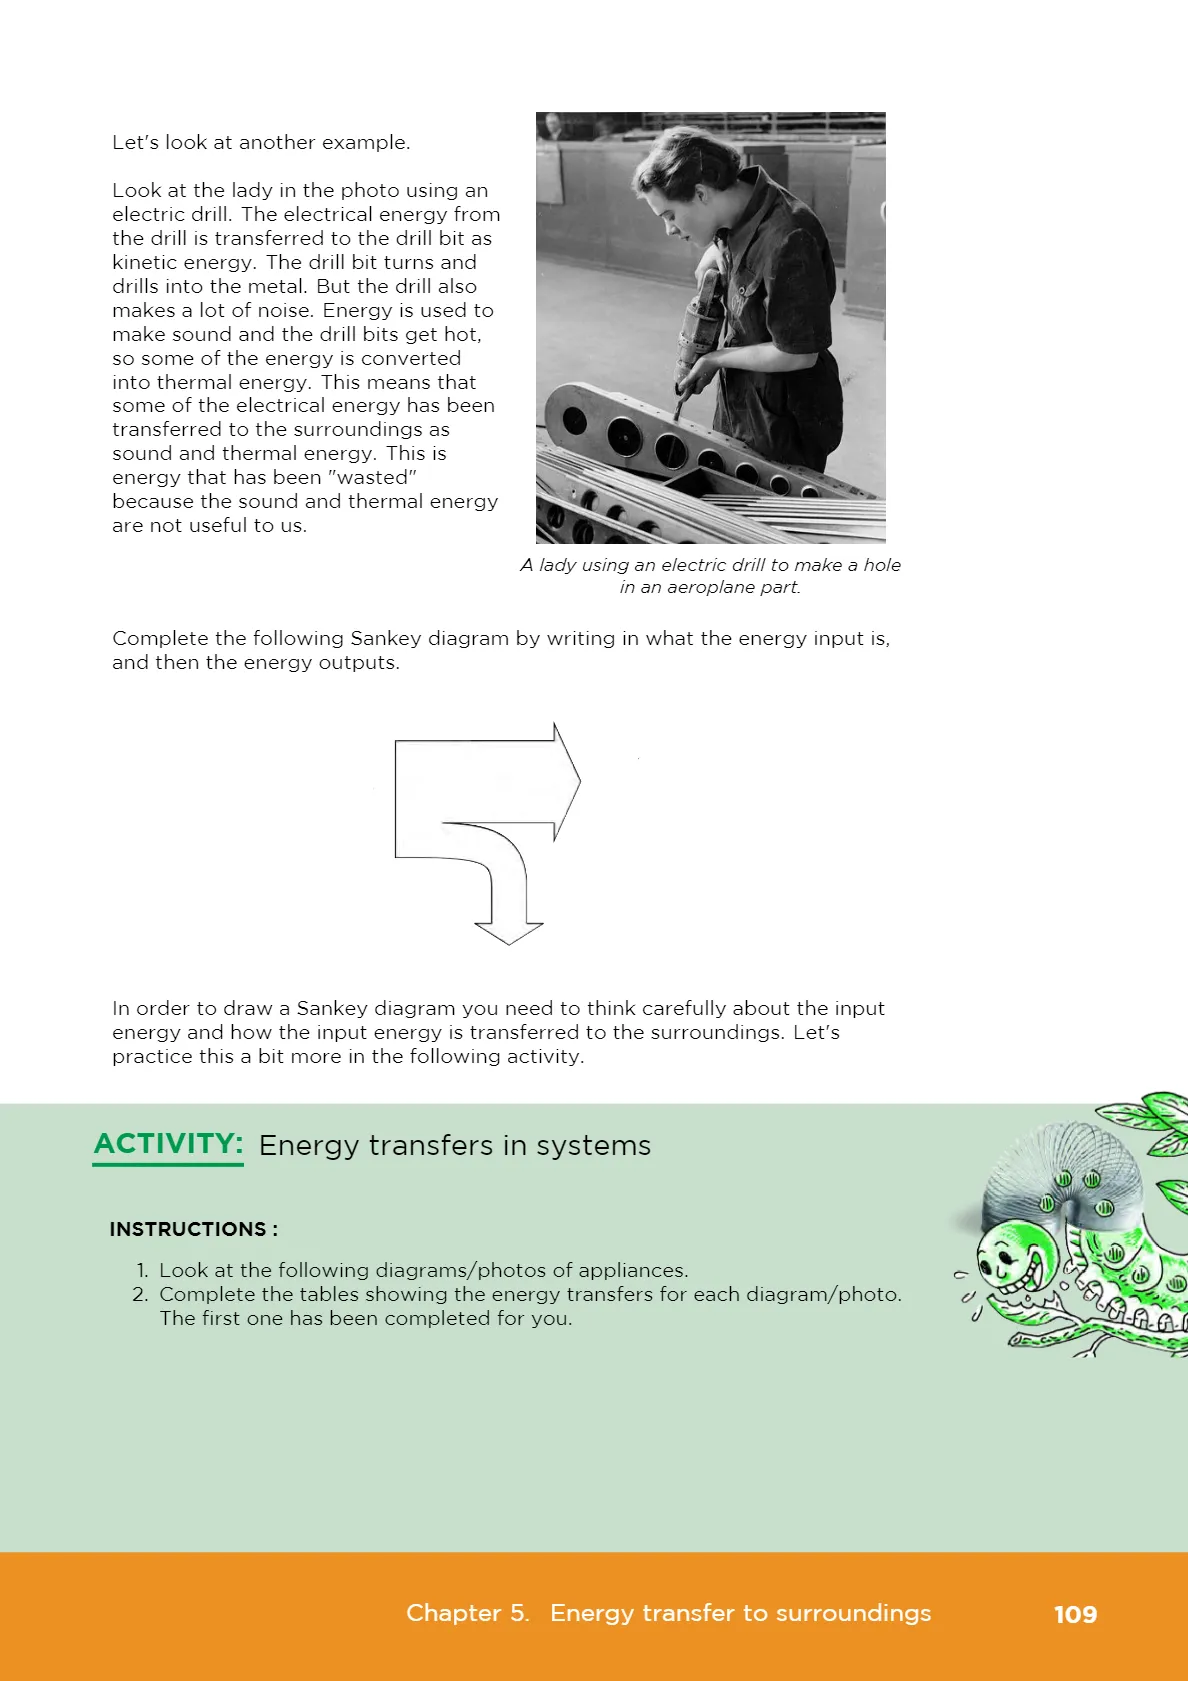 Let's look at another example.
Look at the lady in the photo using an
electric drill. The electrical energy from
the drill is transferred to the drill bit as
kinetic energy. The drill bit turns and
drills into the metal. But the drill also
makes a lot of noise. Energy is used to
make sound and the drill bits get hot,
so some of the energy is converted
into thermal energy. This means that
some of the electrical energy has been
transferred to the surroundings as
sound and thermal energy. This is
energy that has been "wasted"
because the sound and thermal energy
are not useful to us.
A lady using an electric drill to make a hole
in an aeroplane part.
Complete the following Sankey diagram by writing in what the energy input is,
and then the energy outputs.
In order to draw a Sankey diagram you need to think carefully about the input
energy and how the input energy is transferred to the surroundings. Let's
practice this a bit more in the following activity.
ACTIVITY: Energy transfers in systems
INSTRUCTIONS :
1. Look at the following diagrams/photos of appliances.
2. Complete the tables showing the energy transfers for each diagram/photo.
The first one has been completed for you.
Chapter 5. Energy transfer to surroundings 109